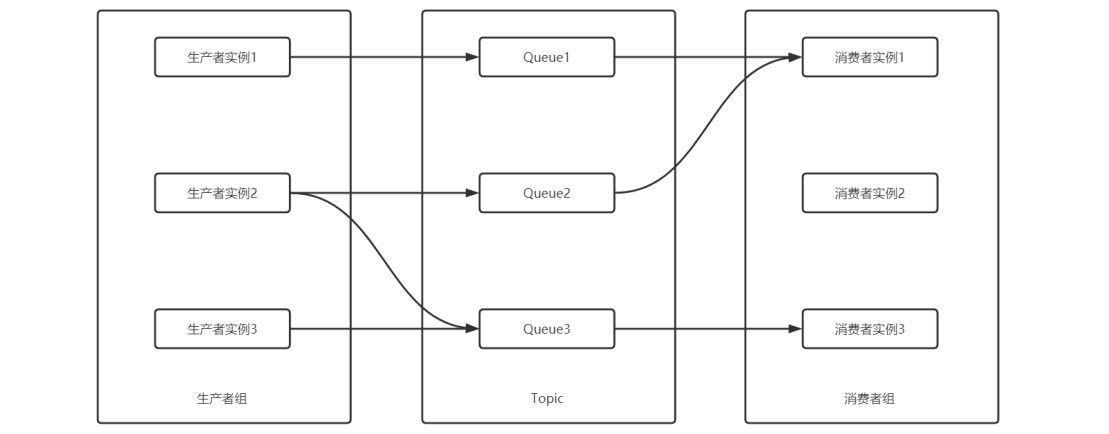 生产者实例1
Queue1
消费者实例1
生产者实例2
Queue2
消费者实例2
生产者实例3
Queue3
消费者实例3
生产者组
Topic
消费者组